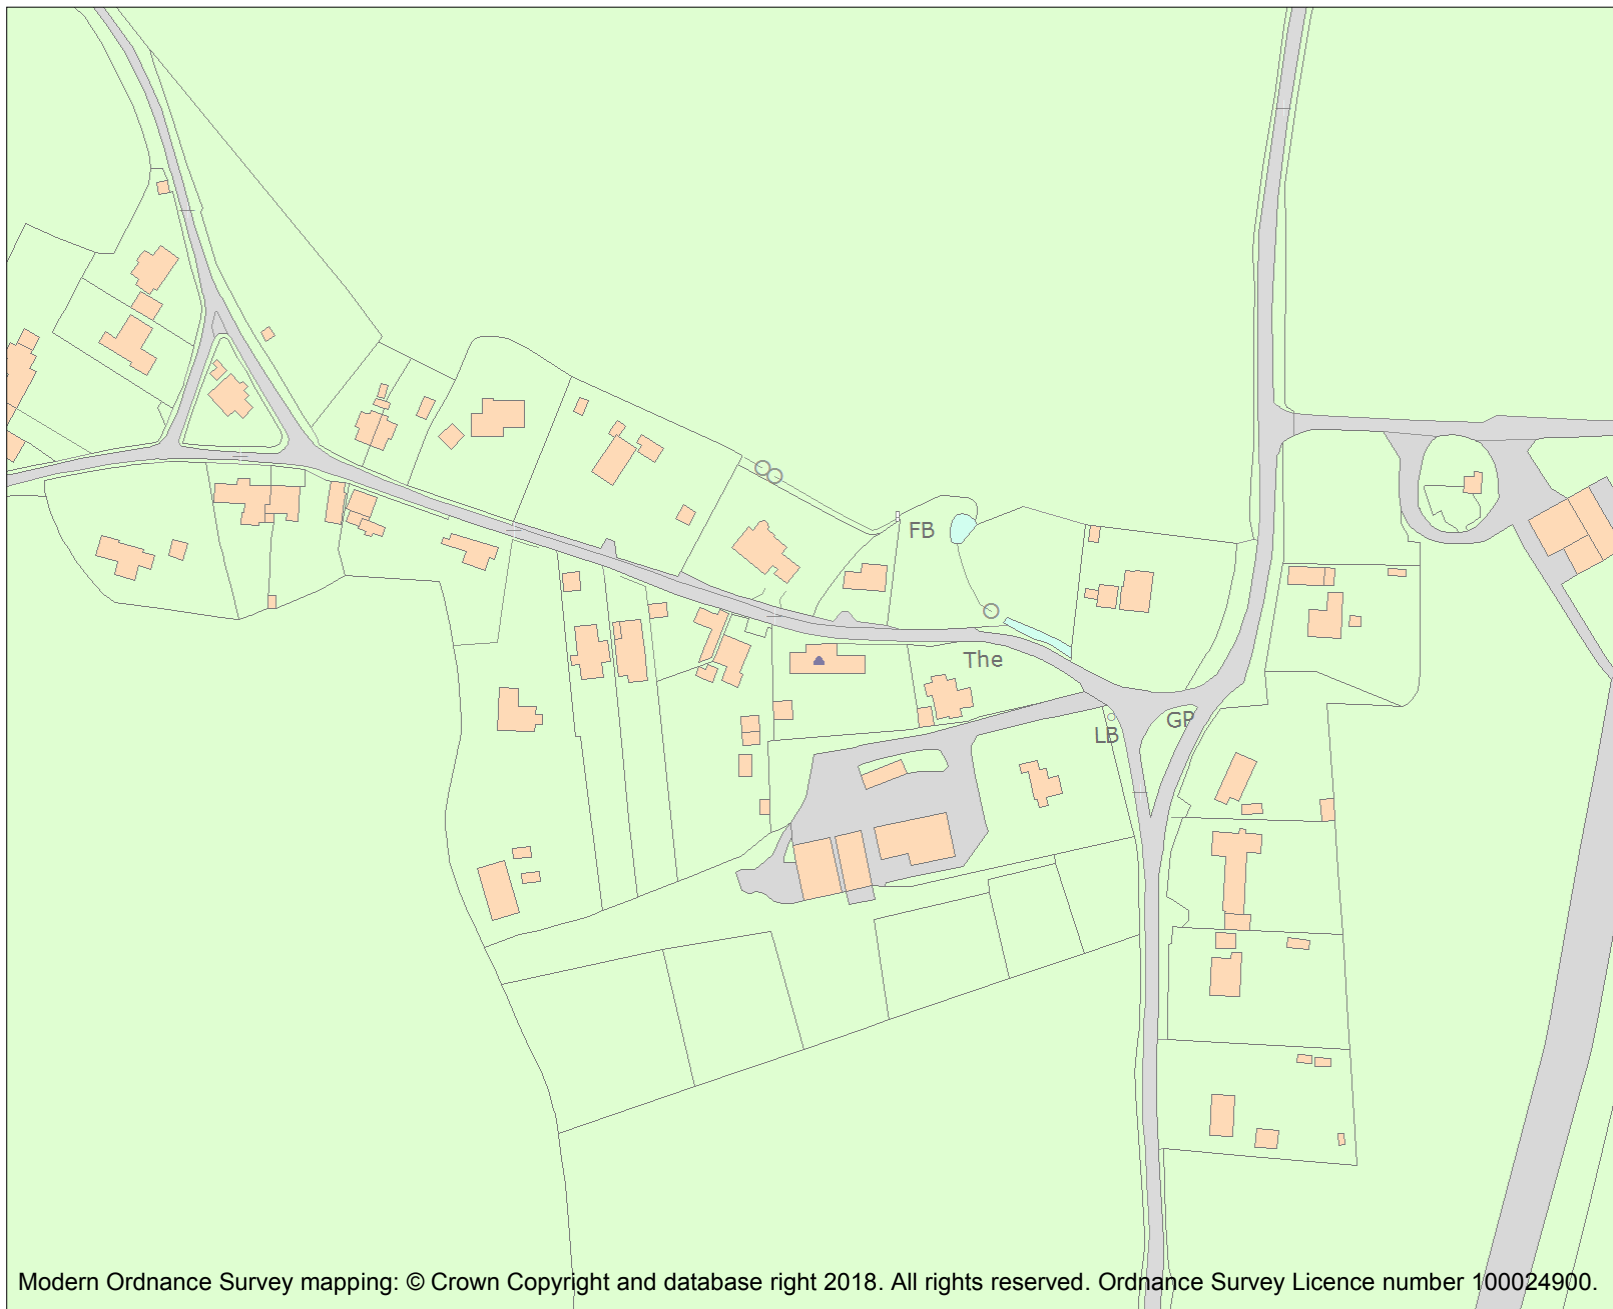 FB
The
GP
LB
Modern Ordnance Survey mapping: © Crown Copyright and database right 2018. All rights reserved. Ordnance Survey Licence number 100024900.